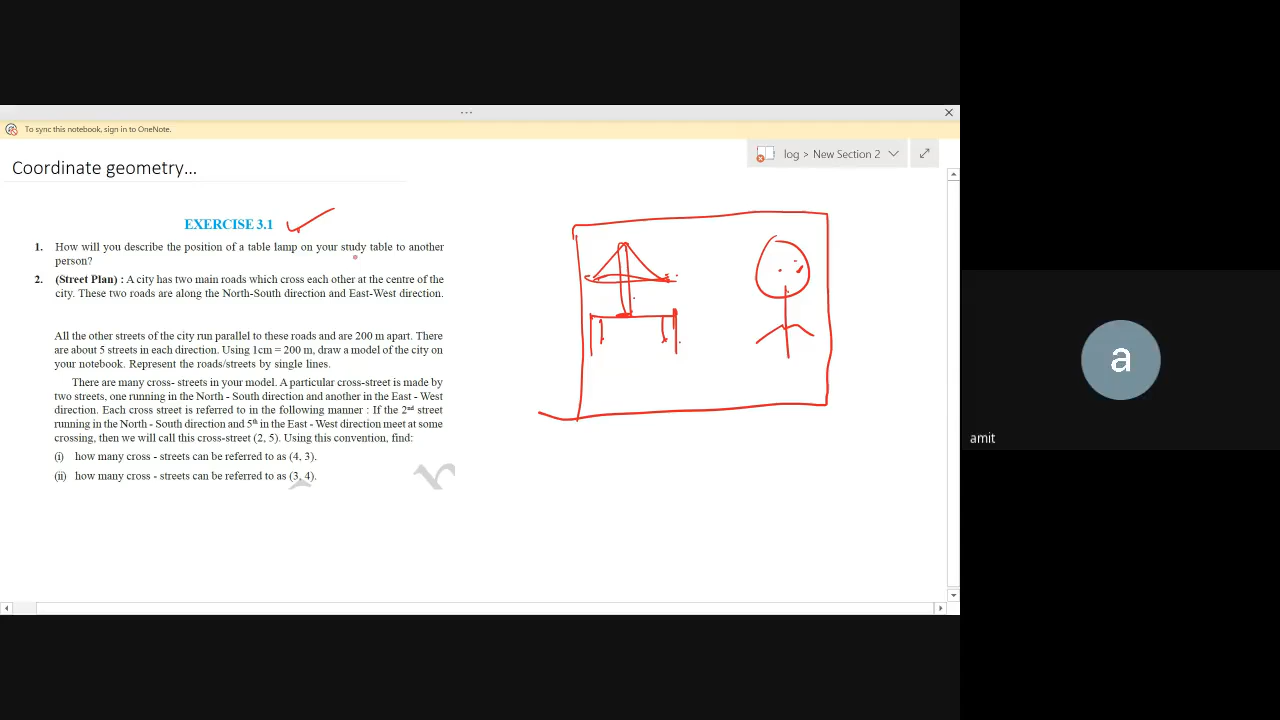 To sync this notebook, sign in to OneNote.
log > New Section 2
Coordinate geometry...
EXERCISE 3.1
1. How will you describe the position of a table lamp on your study table to another
person?
2. (Street Plan) : A city has two main roads which cross each other at the centre of the
city. These two roads are along the North-South direction and East-West direction.
All the other streets of the city run parallel to these roads and are 200 m apart. There
are about 5 streets in each direction. Using 1cm = 200 m, draw a model of the city on
your notebook. Represent the roads/streets by single lines.
There are many cross- streets in your model. A particular cross-street is made by
two streets, one running in the North - South direction and another in the East - West
direction. Each cross street is referred to in the following manner : If the 2nd street
running in the North - South direction and 5th in the East - West direction meet at some
crossing, then we will call this cross-street (2, 5). Using this convention, find:
(i) how many cross - streets can be referred to as (4, 3).
(ii) how many cross - streets can be referred to as (3, 4).
a
amit